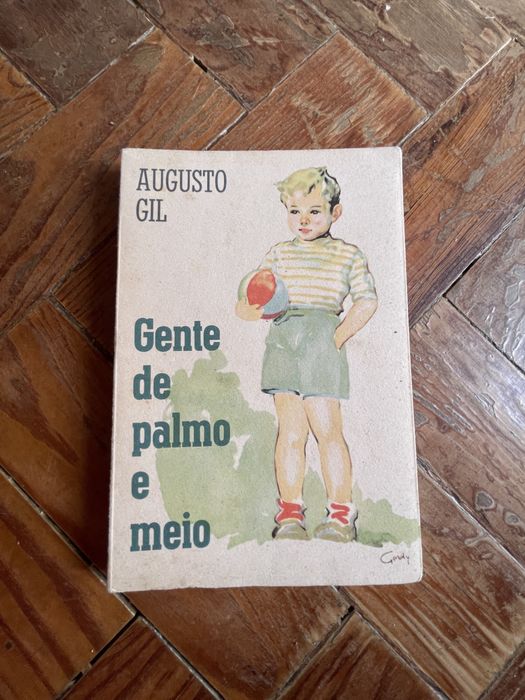 AUGUSTO
GIL
Gente
de
palmo
e
meio